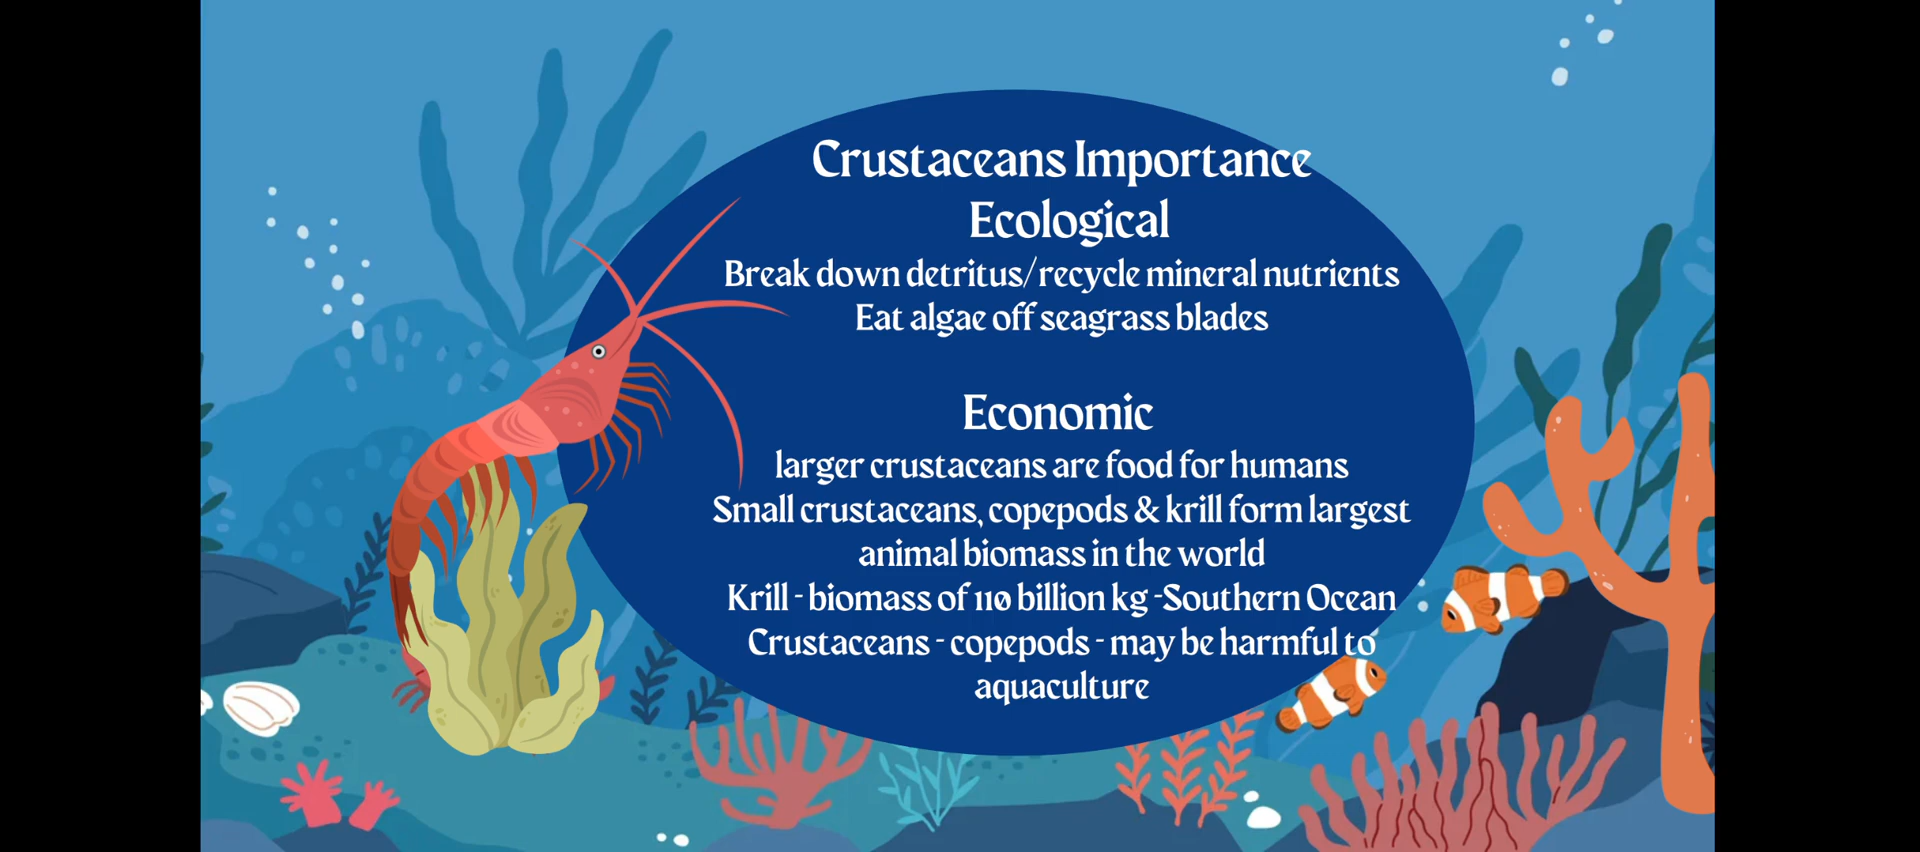 Crustaceans Importance
Ecological
Break down detritus/recycle mineral nutrients
Eat algae off seagrass blades
Economic
larger crustaceans are food for humans
Small crustaceans, copepods & krill form largest
animal biomass in the world
Krill - biomass of 110 billion kg -Southern Ocean
Crustaceans - copepods - may be harmful to
aquaculture